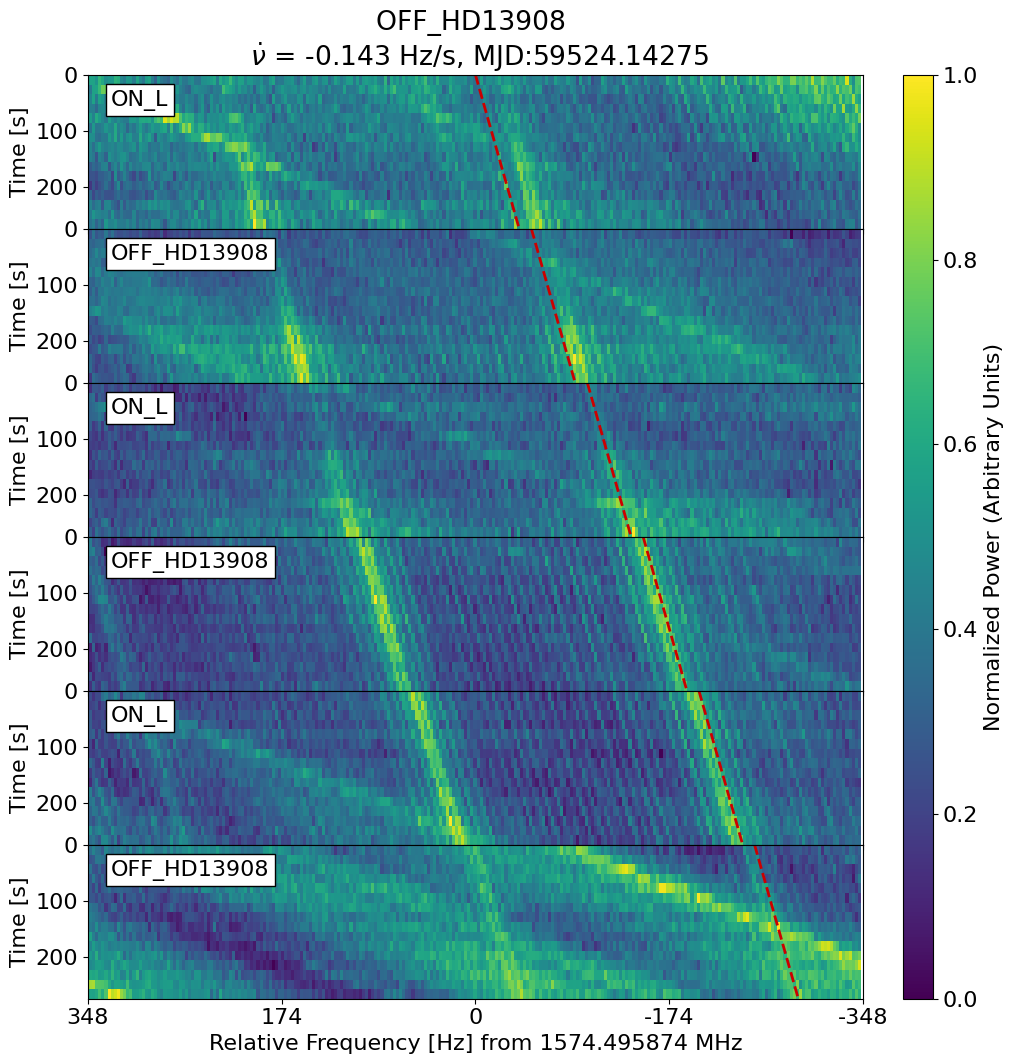 OFF_HD13908
ν̇ = -0.143 Hz/s, MJD:59524.14275
ON_L
OFF_HD13908
ON_L
OFF_HD13908
ON_L
OFF_HD13908
Time [s]
0
100
200
Time [s]
0
100
200
Time [s]
0
100
200
Time [s]
0
100
200
Time [s]
0
100
200
Time [s]
0
100
200
348
174
0
-174
-348
Relative Frequency [Hz] from 1574.495874 MHz
1.0
0.8
0.6
0.4
0.2
0.0
Normalized Power (Arbitrary Units)